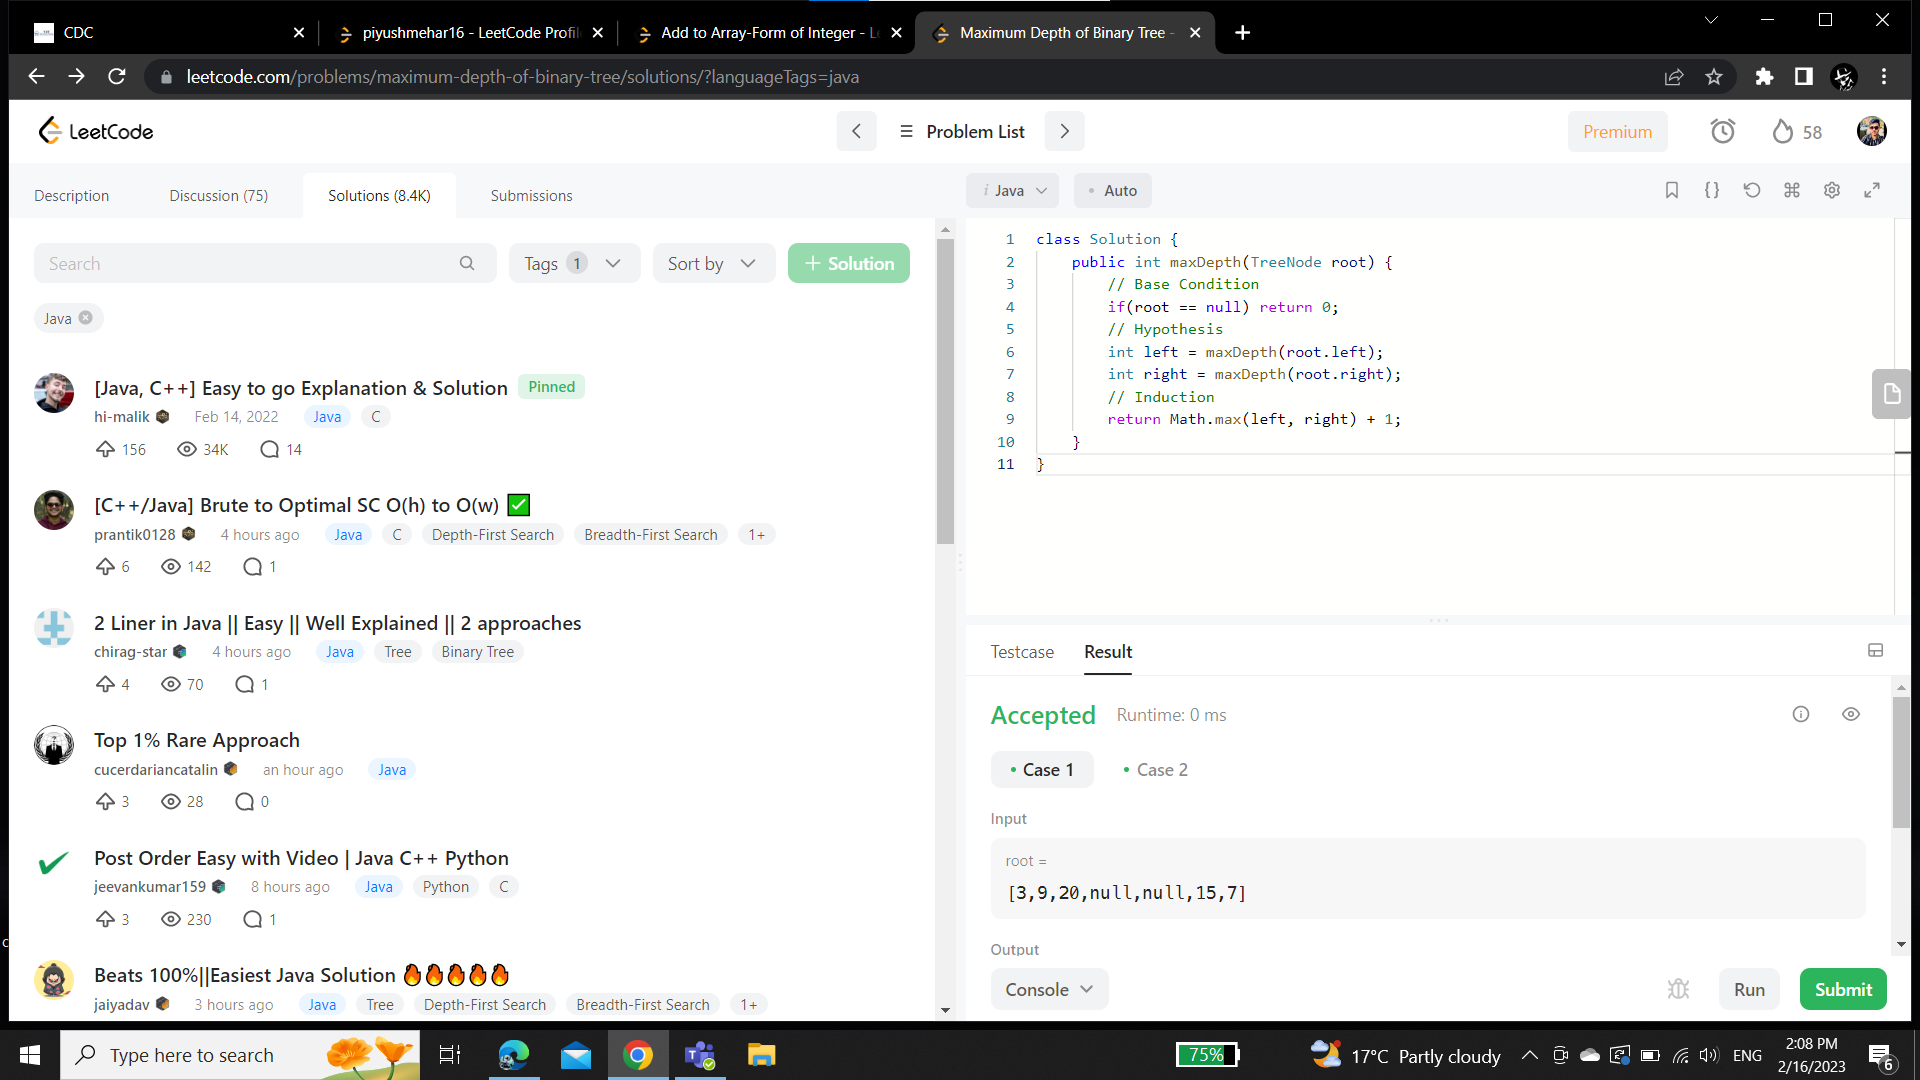 CDC
piyushmehar16 - LeetCode Profil
Add to Array-Form of Integer - L
Maximum Depth of Binary Tree -
leetcode.com/problems/maximum-depth-of-binary-tree/solutions/?languageTags=java
LeetCode
Problem List
Premium
58
Description
Discussion (75)
Solutions (8.4K)
Submissions
Search
Tags 1
Sort by
+ Solution
Java
[Java, C++] Easy to go Explanation & Solution Pinned
hi-malik Feb 14, 2022 Java C
156 34K 14
[C++/Java] Brute to Optimal SC O(h) to O(w) ✅
prantik0128 4 hours ago Java C Depth-First Search Breadth-First Search 1+
6 142 1
2 Liner in Java || Easy || Well Explained || 2 approaches
chirag-star 4 hours ago Java Tree Binary Tree
4 70 1
Top 1% Rare Approach
cucerdariancatalin an hour ago Java
3 28 0
Post Order Easy with Video | Java C++ Python
jeevankumar159 8 hours ago Java Python C
3 230 1
Beats 100%||Easiest Java Solution 🔥🔥🔥🔥🔥
jaiyadav 3 hours ago Java Tree Depth-First Search Breadth-First Search 1+
i Java
• Auto
1 class Solution {
2 public int maxDepth(TreeNode root) {
3 // Base Condition
4 if(root == null) return 0;
5 // Hypothesis
6 int left = maxDepth(root.left);
7 int right = maxDepth(root.right);
8 // Induction
9 return Math.max(left, right) + 1;
10 }
11 }
Testcase
Result
Accepted Runtime: 0 ms
• Case 1
• Case 2
Input
root =
[3,9,20,null,null,15,7]
Output
Console
Run
Submit
Type here to search
75%
17°C Partly cloudy
ENG
2:08 PM
2/16/2023
6